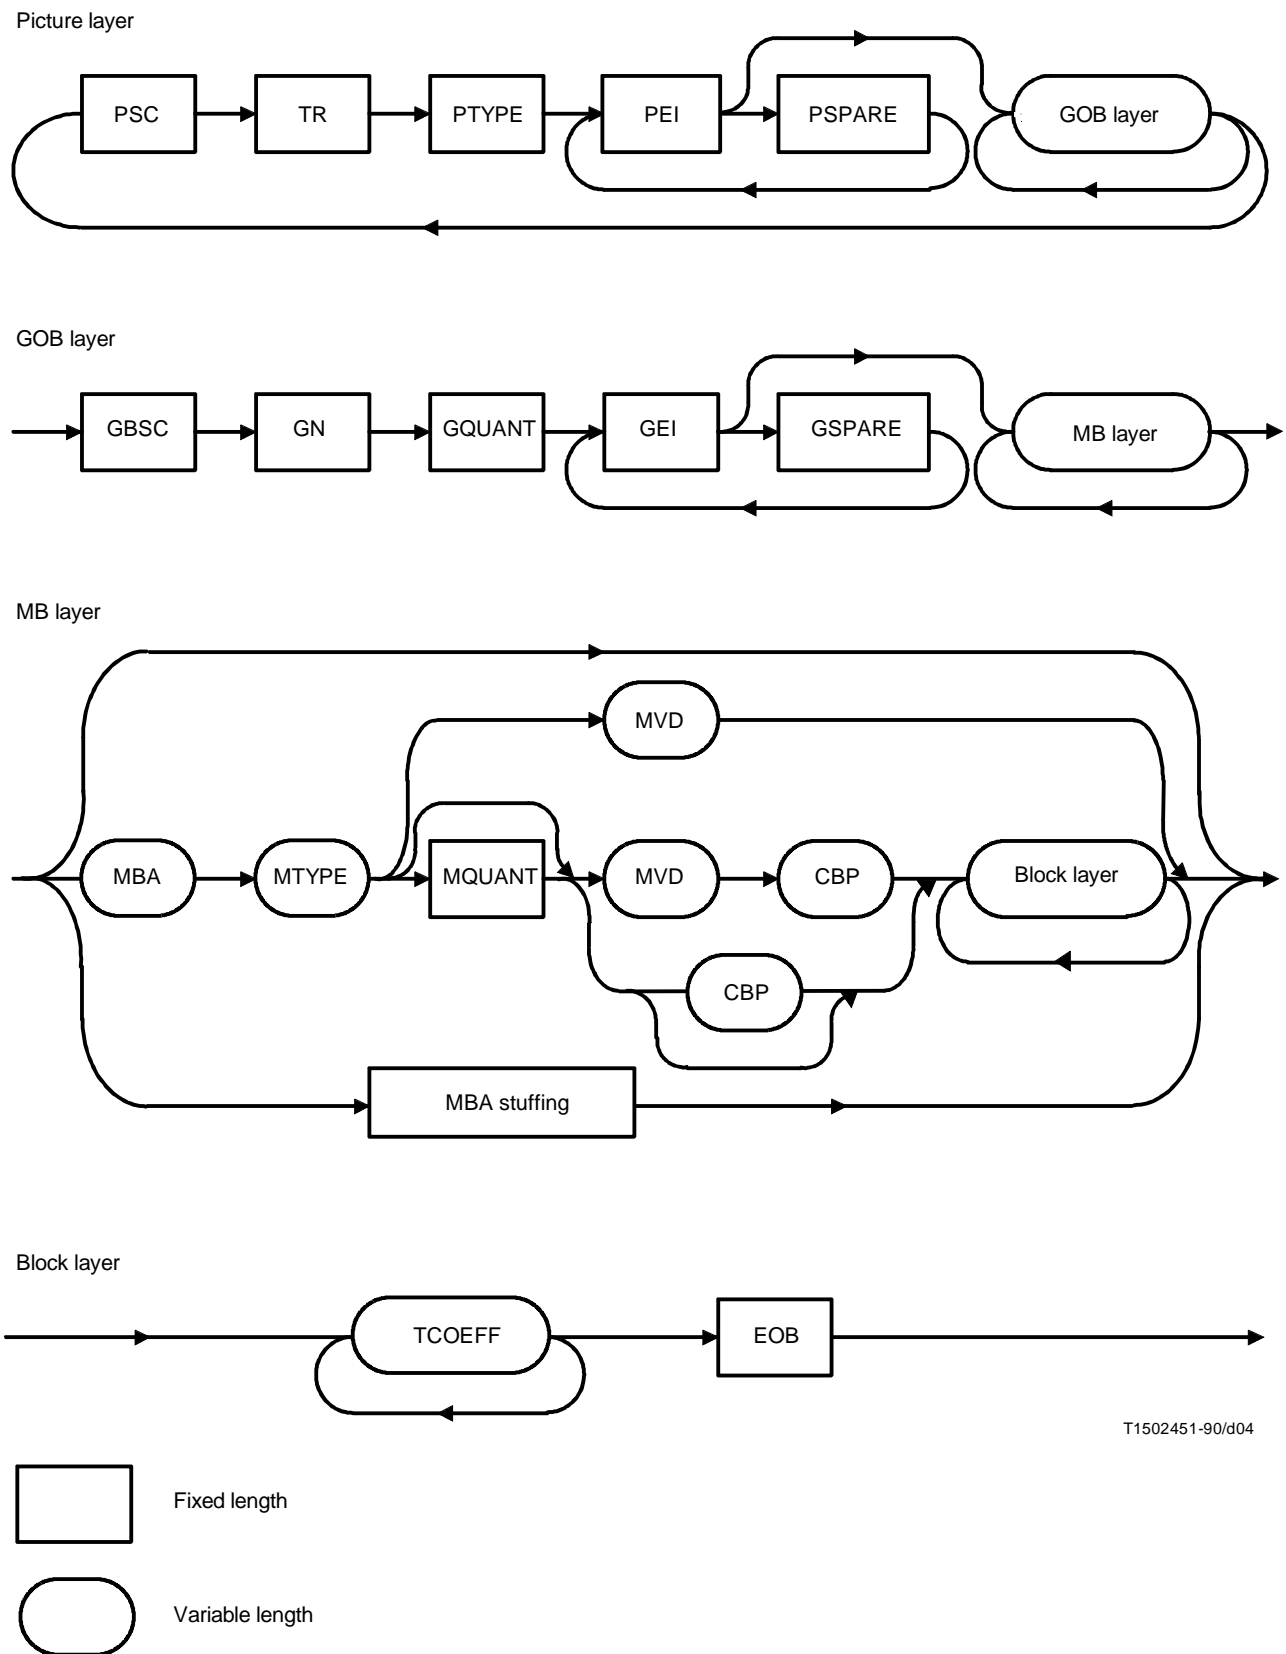 Picture layer
PSC TR PTYPE PEI PSPARE GOB layer
GOB layer
GBSC GN GQUANT GEI GSPARE MB layer
MB layer
MVD
MBA MTYPE MQUANT MVD CBP Block layer
CBP
MBA stuffing
Block layer
TCOEFF EOB
T1502451-90/d04
Fixed length
Variable length